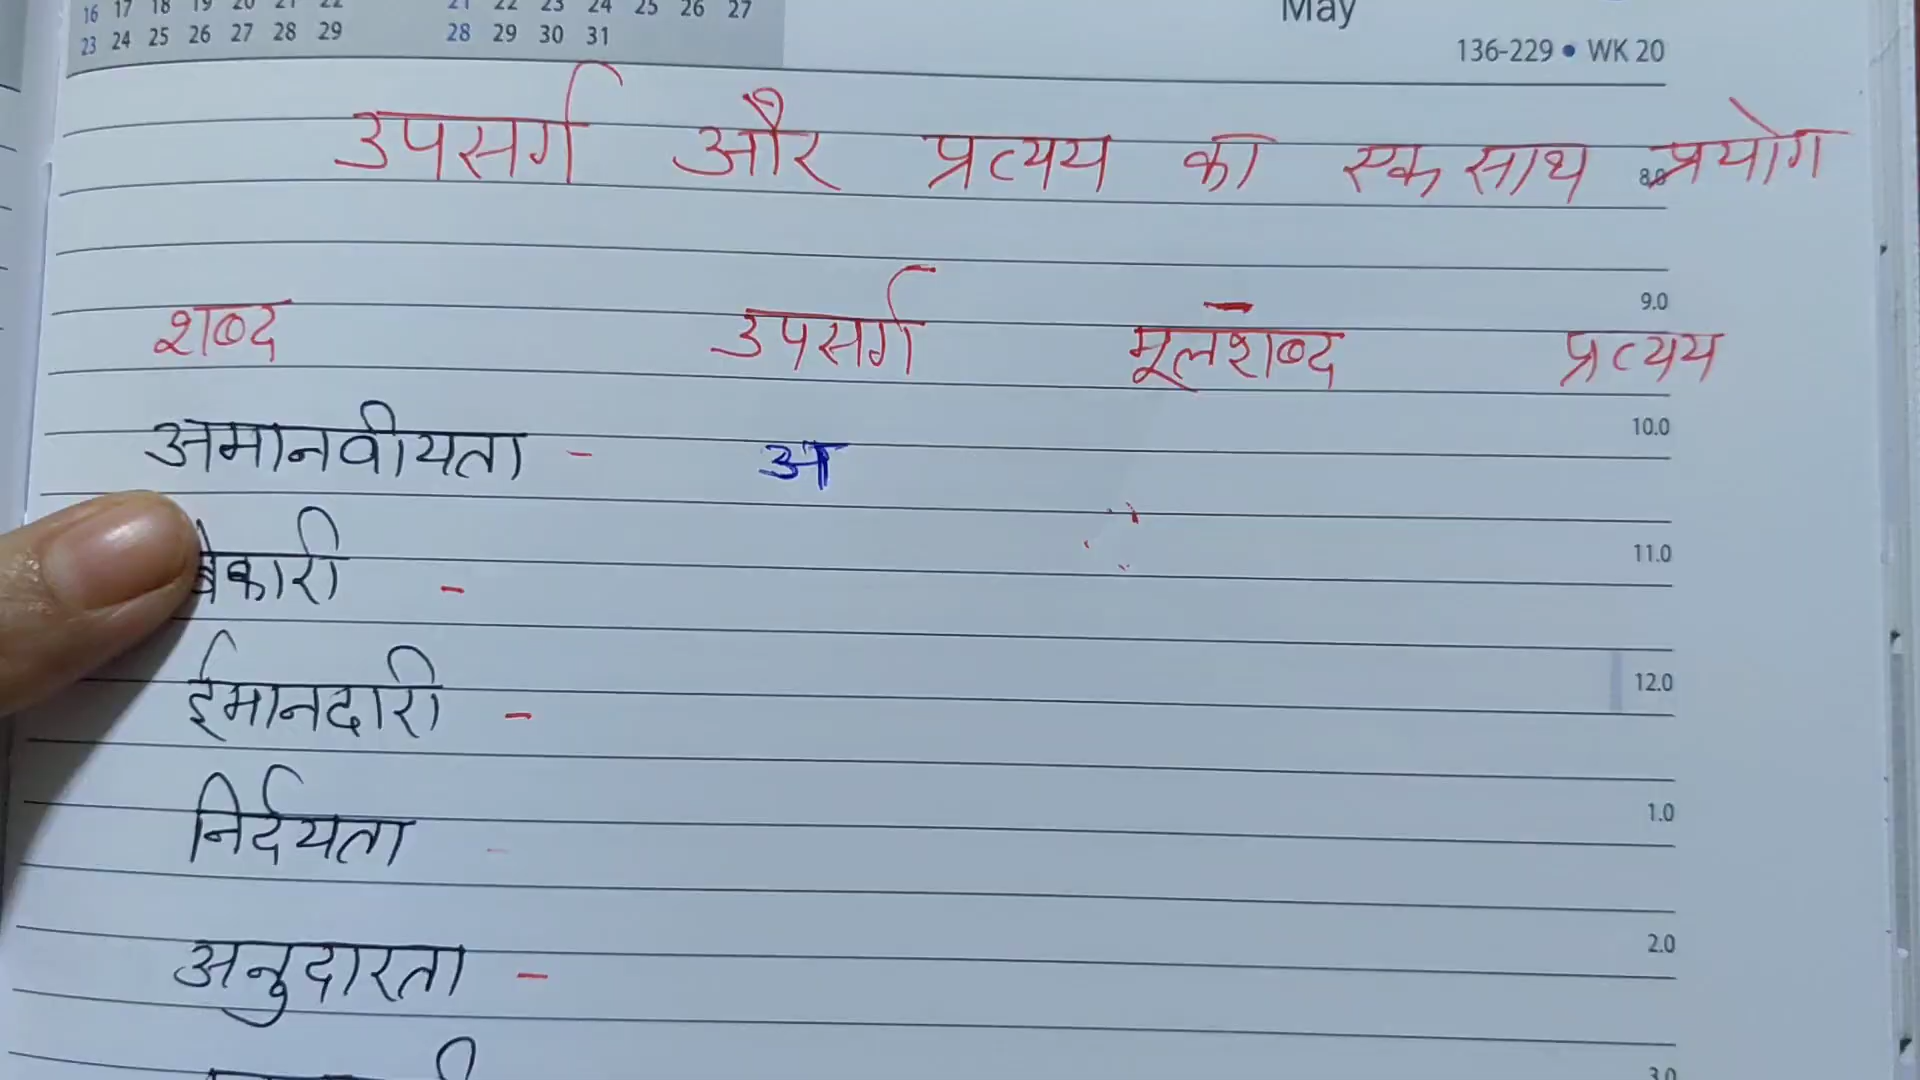 16 17 18 19 20 21 22 21 22 23 24 25 26 27 May
23 24 25 26 27 28 29 28 29 30 31 136-229 • WK 20
उपसर्ग और प्रत्यय का एक साथ प्रयोग
9.0
शब्द उपसर्ग मूलशब्द प्रत्यय
10.0
अमानवीयता - अ
11.0
बेकारी -
12.0
ईमानदारी -
1.0
निर्दयता -
2.0
अनुदारता -
3.0